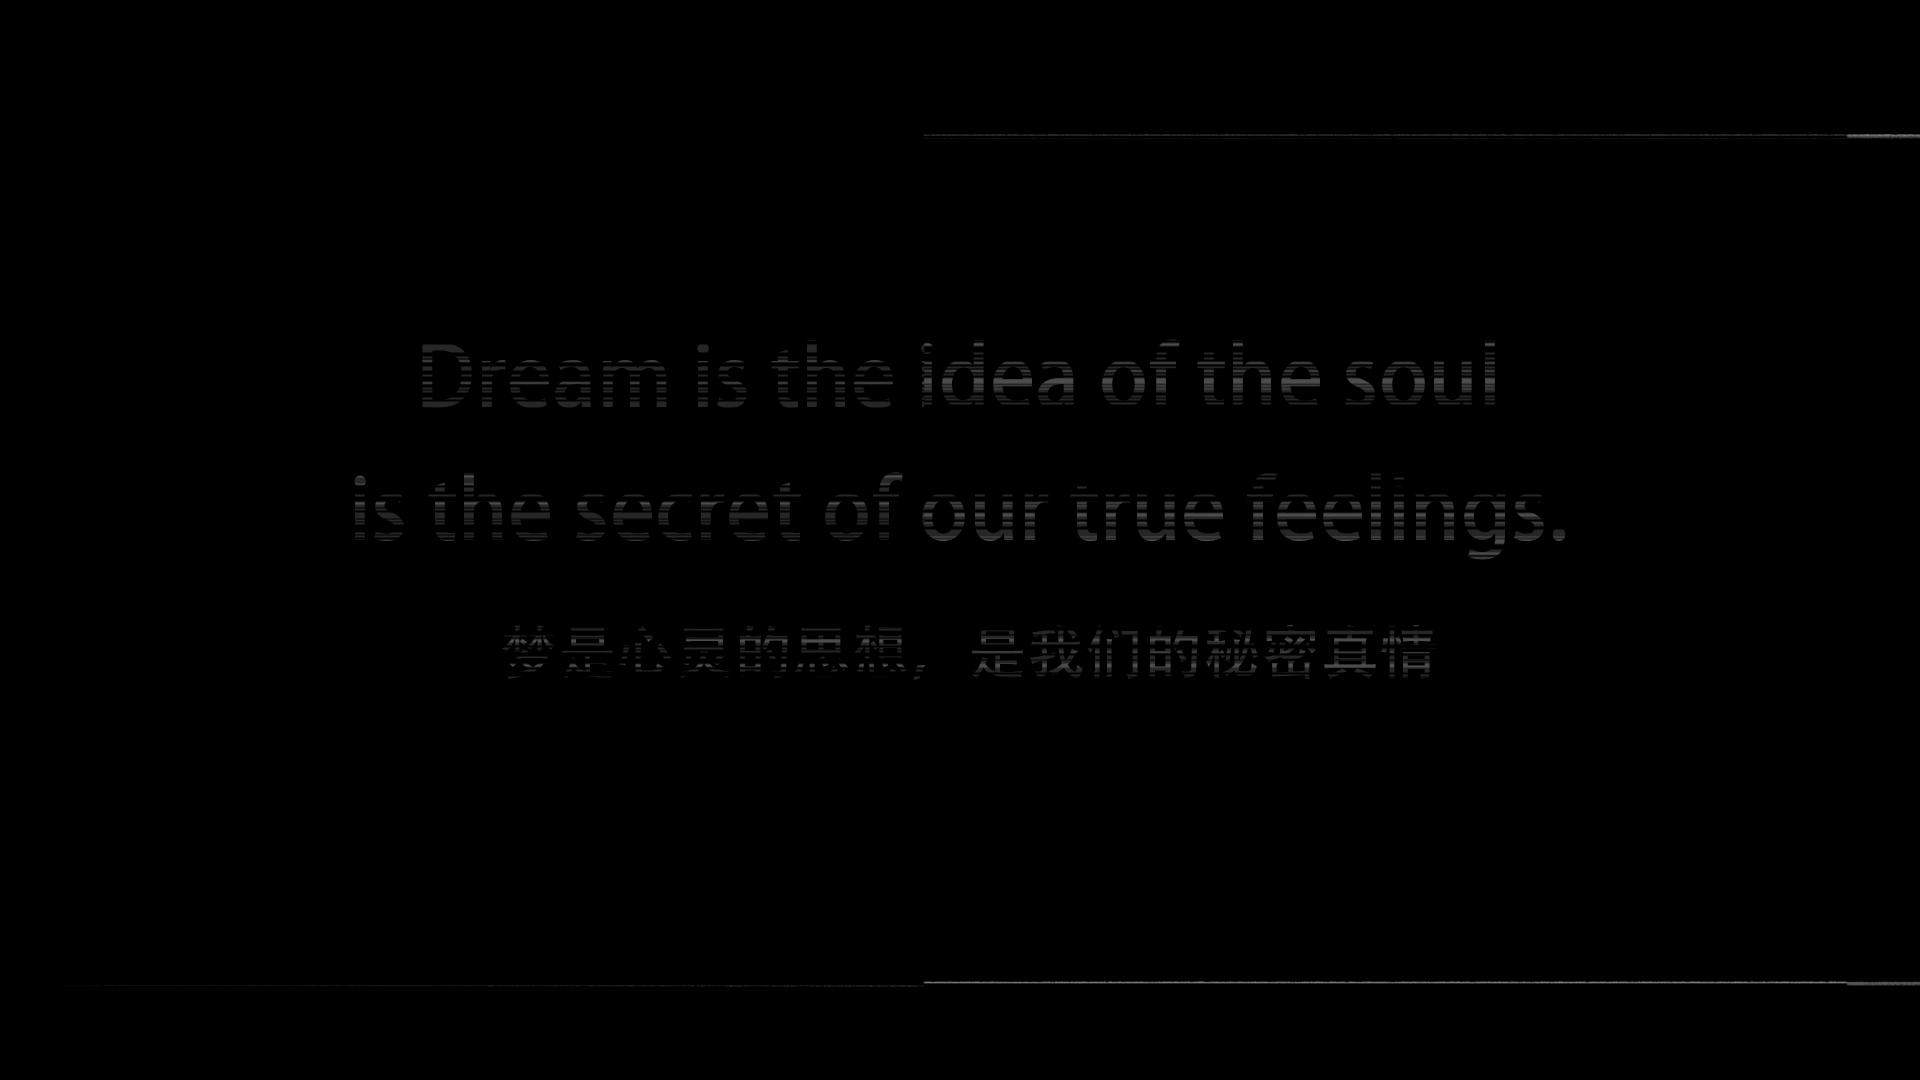 Dream is the idea of the soul
is the secret of our true feelings.
梦是心灵的思想，是我们的秘密真情